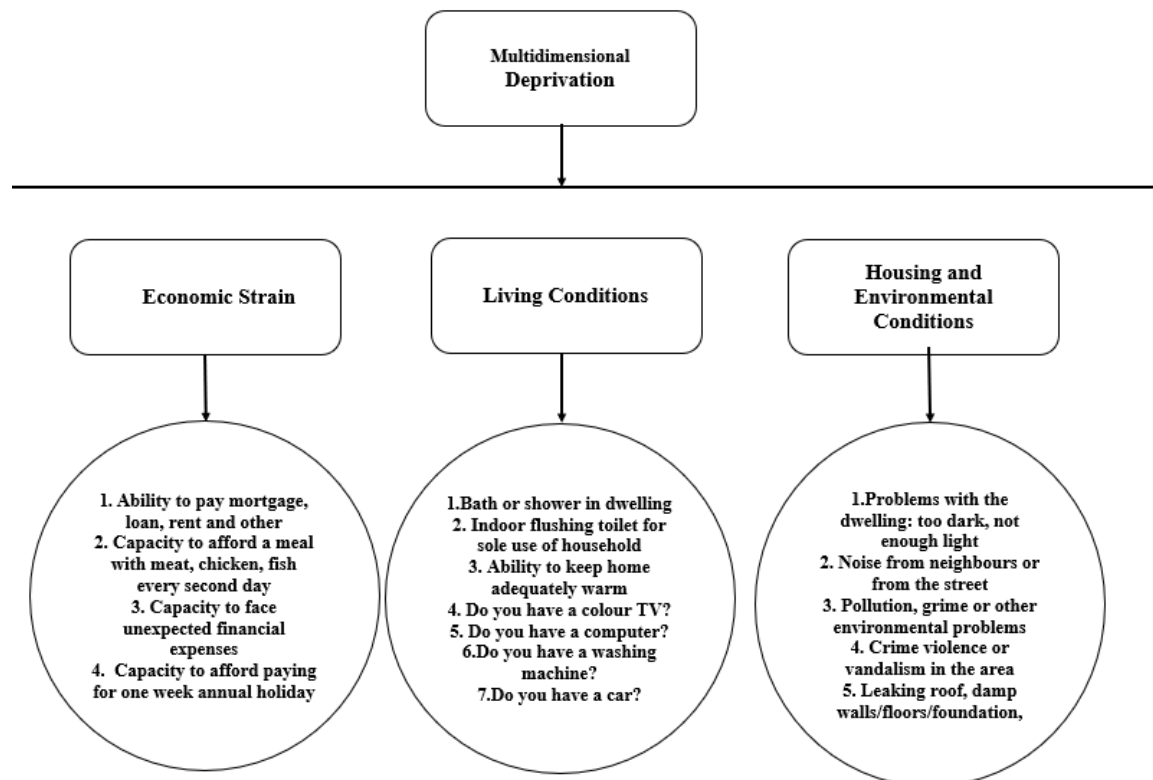 Multidimensional
Deprivation
Economic Strain
Living Conditions
Housing and
Environmental
Conditions
1. Ability to pay mortgage,
loan, rent and other
2. Capacity to afford a meal
with meat, chicken, fish
every second day
3. Capacity to face
unexpected financial
expenses
4. Capacity to afford paying
for one week annual holiday
1.Bath or shower in dwelling
2. Indoor flushing toilet for
sole use of household
3. Ability to keep home
adequately warm
4. Do you have a colour TV?
5. Do you have a computer?
6.Do you have a washing
machine?
7.Do you have a car?
1.Problems with the
dwelling: too dark, not
enough light
2. Noise from neighbours or
from the street
3. Pollution, grime or other
environmental problems
4. Crime violence or
vandalism in the area
5. Leaking roof, damp
walls/floors/foundation,